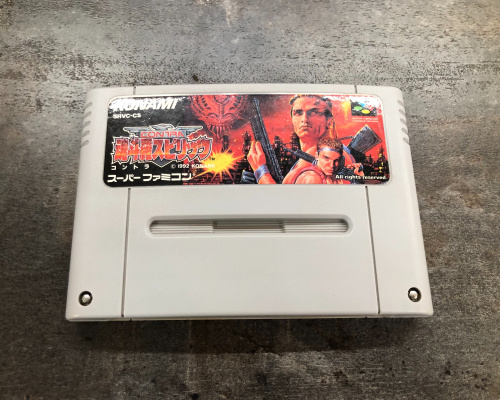 KONAMI
SHVC-CS
CONTRA
魂斗羅スピリッツ
コントラ
© 1992 KONAMI
スーパーファミコン
All rights reserved